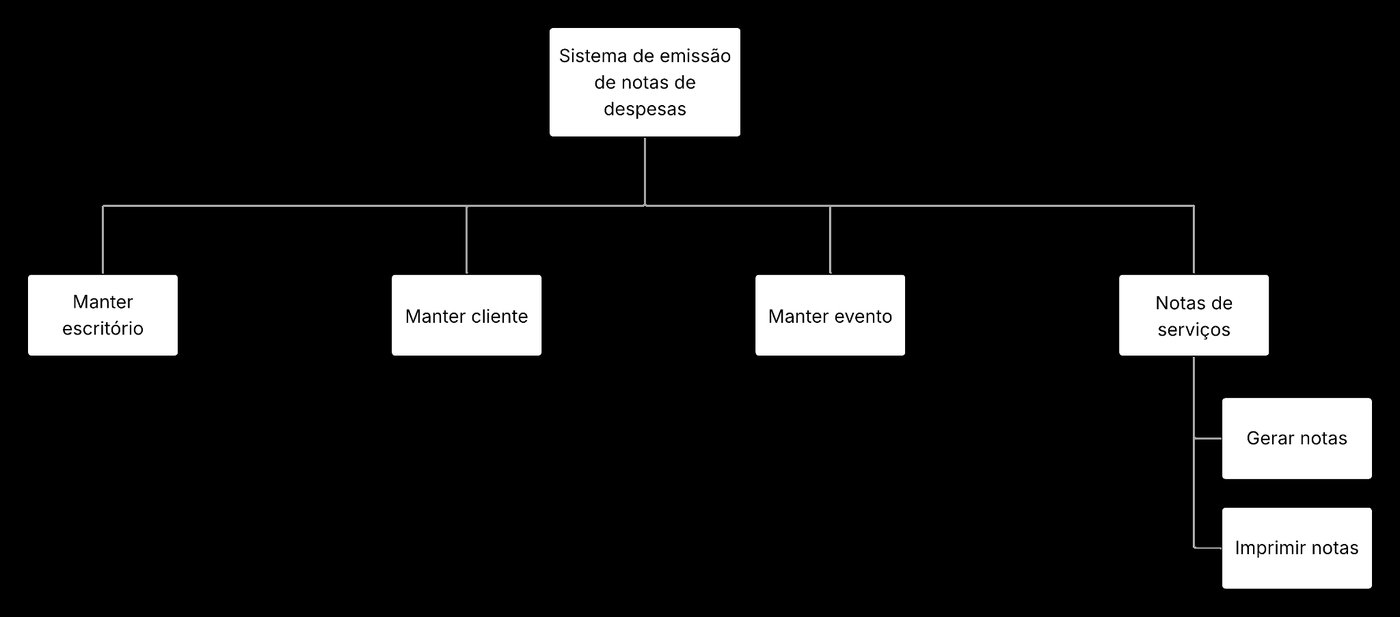 Sistema de emissão
de notas de
despesas
Manter
escritório
Manter cliente
Manter evento
Notas de
serviços
Gerar notas
Imprimir notas